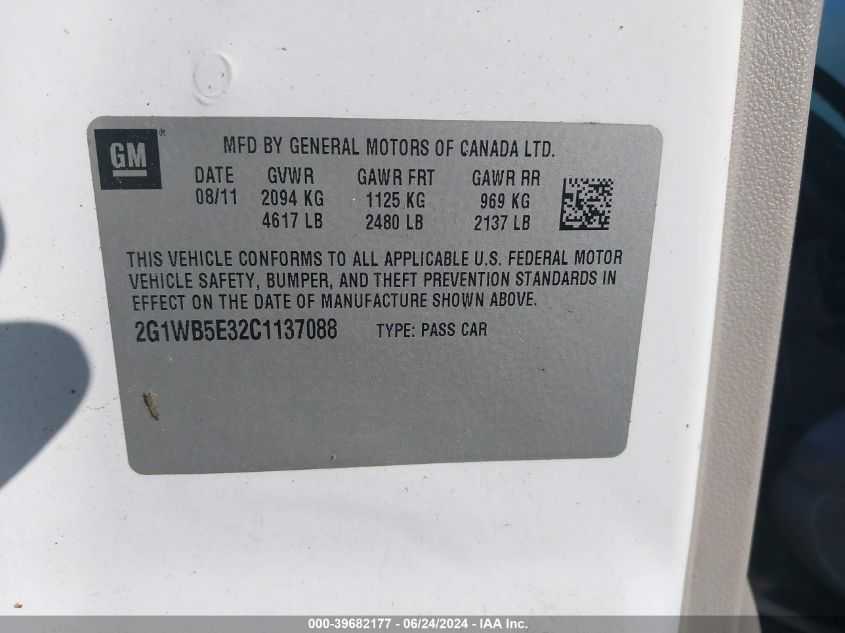 GM®
MFD BY GENERAL MOTORS OF CANADA LTD.
DATE GVWR GAWR FRT GAWR RR
08/11 2094 KG 1125 KG 969 KG
4617 LB 2480 LB 2137 LB
THIS VEHICLE CONFORMS TO ALL APPLICABLE U.S. FEDERAL MOTOR
VEHICLE SAFETY, BUMPER, AND THEFT PREVENTION STANDARDS IN
EFFECT ON THE DATE OF MANUFACTURE SHOWN ABOVE.
2G1WB5E32C1137088 TYPE: PASS CAR
000-39682177 - 06/24/2024 - IAA Inc.